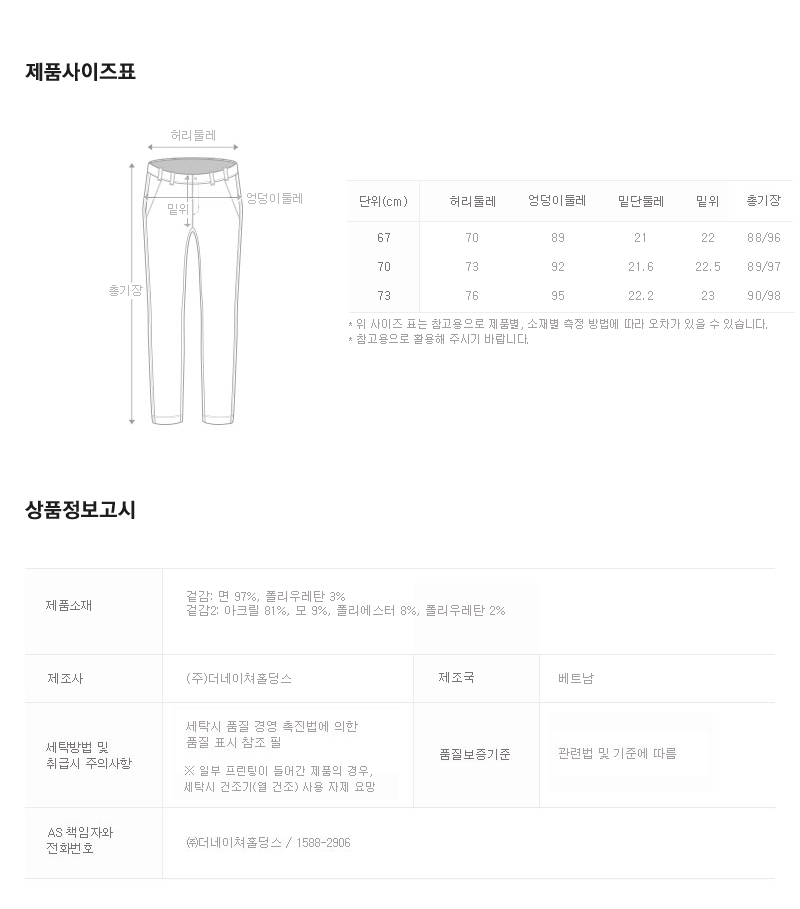 제품사이즈표
허리둘레
엉덩이둘레
밑위
총기장
단위(cm) 허리둘레 엉덩이둘레 밑단둘레 밑위 총기장
67 70 89 21 22 88/96
70 73 92 21.6 22.5 89/97
73 76 95 22.2 23 90/98
* 위 사이즈 표는 참고용으로 제품별, 소재별 측정 방법에 따라 오차가 있을 수 있습니다.
* 참고용으로 활용해 주시기 바랍니다.
상품정보고시
제품소재
겉감: 면 97%, 폴리우레탄 3%
겉감2: 아크릴 81%, 모 9%, 폴리에스터 8%, 폴리우레탄 2%
제조사 (주)더네이쳐홀딩스 제조국 베트남
세탁방법 및
취급시 주의사항
세탁시 품질 경영 촉진법에 의한
품질 표시 참조 필
※ 일부 프린팅이 들어간 제품의 경우,
세탁시 건조기(열 건조) 사용 자제 요망
품질보증기준 관련법 및 기준에 따름
AS 책임자와
전화번호
㈜더네이쳐홀딩스 / 1588-2906